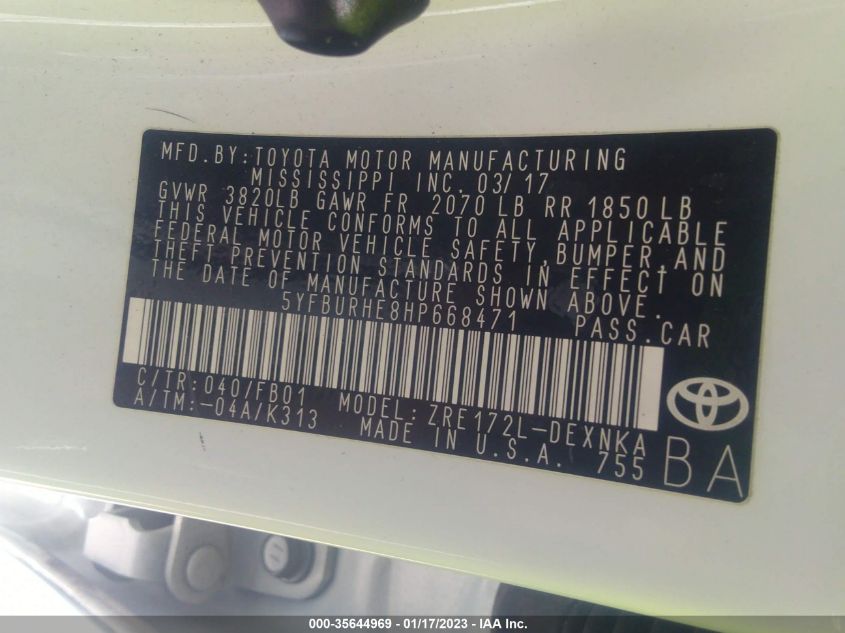 MFD.BY:TOYOTA MOTOR MANUFACTURING
MISSISSIPPI INC. 03/17
GVWR 3820LB GAWR FR 2070 LB RR 1850 LB
THIS VEHICLE CONFORMS TO ALL APPLICABLE
FEDERAL MOTOR VEHICLE SAFETY,BUMPER AND
THEFT PREVENTION STANDARDS IN EFFECT ON
THE DATE OF MANUFACTURE SHOWN ABOVE.
5YFBURHE8HP668471 PASS.CAR
C/TR:040/FB01 MODEL:ZRE172L-DEXNKA
A/TM:-04A/K313 MADE IN U.S.A. 755
BA
000-35644969 - 01/17/2023 - IAA Inc.